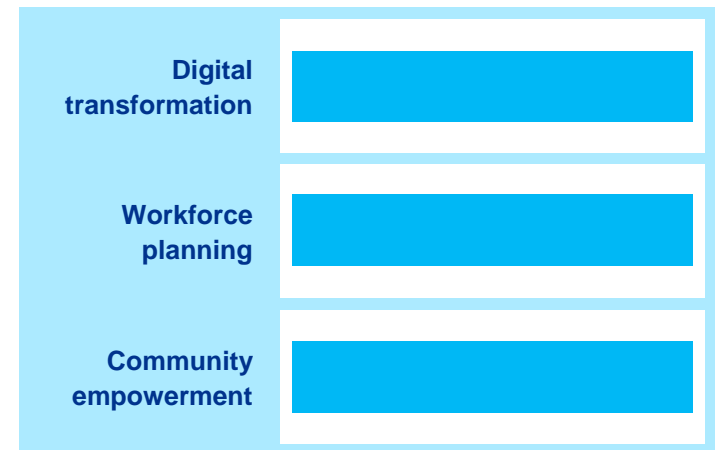 Digital
transformation
Workforce
planning
Community
empowerment